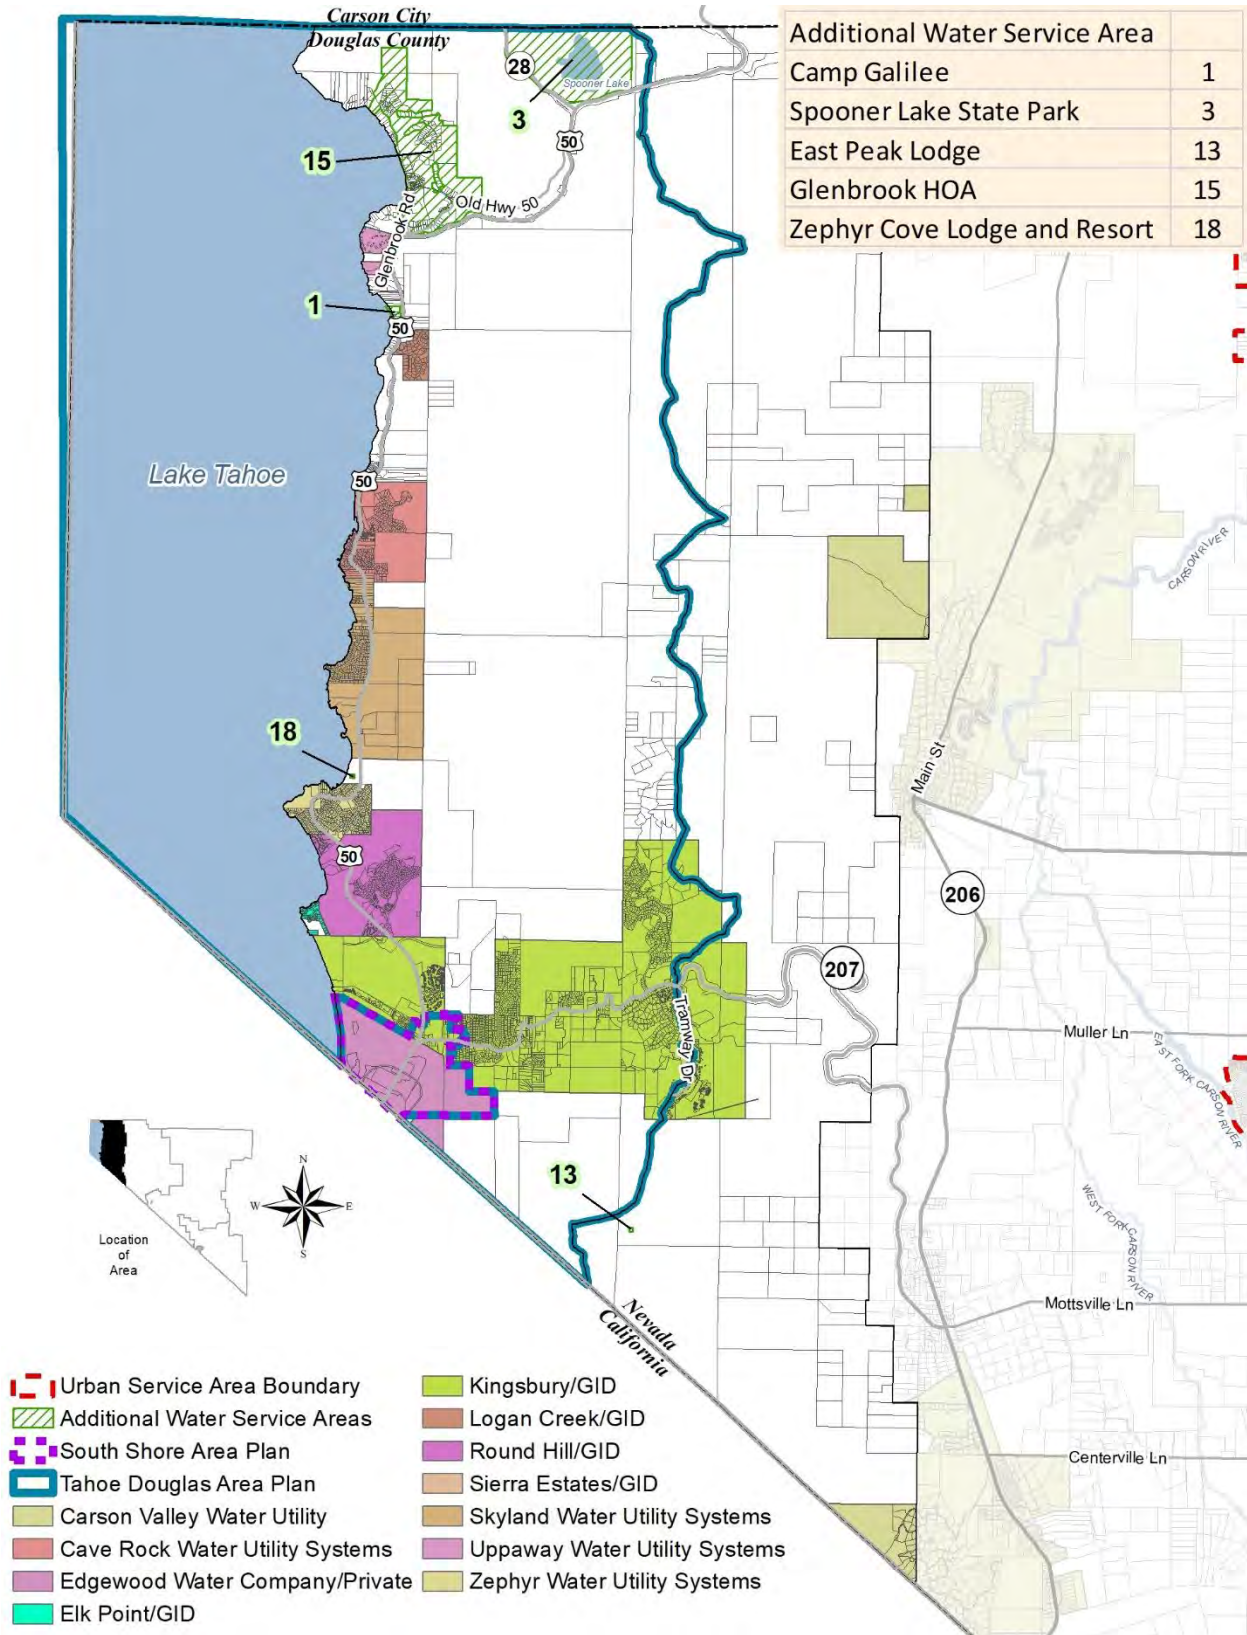 Carson City
Douglas County
Additional Water Service Area
Camp Galilee 1
Spooner Lake State Park 3
East Peak Lodge 13
Glenbrook HOA 15
Zephyr Cove Lodge and Resort 18
28
Spooner Lake
3
50
15
Old Hwy 50
Glenbrook Rd
1
50
Lake Tahoe
50
CARSON RIVER
18
Main St
50
206
207
Tramway Dr
Muller Ln
EAST FORK CARSON RIVER
13
WEST FORK CARSON RIVER
N
W E
S
Location
of
Area
Mottsville Ln
Nevada
California
Centerville Ln
Urban Service Area Boundary
Additional Water Service Areas
South Shore Area Plan
Tahoe Douglas Area Plan
Carson Valley Water Utility
Cave Rock Water Utility Systems
Edgewood Water Company/Private
Elk Point/GID
Kingsbury/GID
Logan Creek/GID
Round Hill/GID
Sierra Estates/GID
Skyland Water Utility Systems
Uppaway Water Utility Systems
Zephyr Water Utility Systems